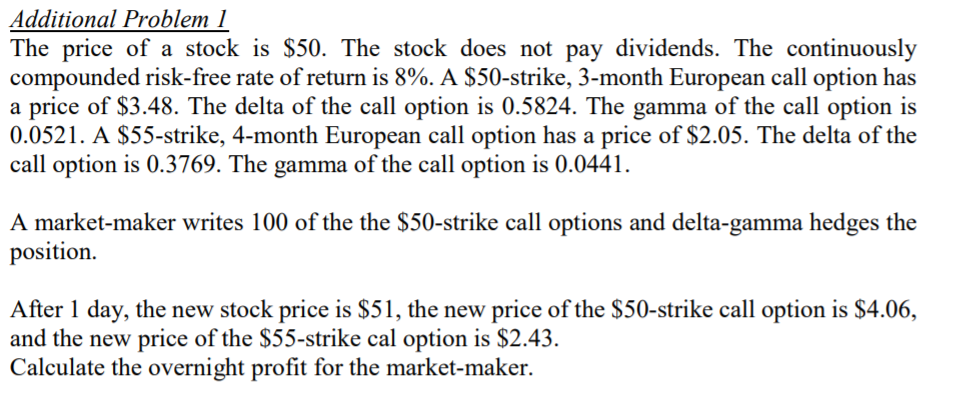 Additional Problem 1
The price of a stock is $50. The stock does not pay dividends. The continuously
compounded risk-free rate of return is 8%. A $50-strike, 3-month European call option has
a price of $3.48. The delta of the call option is 0.5824. The gamma of the call option is
0.0521. A $55-strike, 4-month European call option has a price of $2.05. The delta of the
call option is 0.3769. The gamma of the call option is 0.0441.
A market-maker writes 100 of the the $50-strike call options and delta-gamma hedges the
position.
After 1 day, the new stock price is $51, the new price of the $50-strike call option is $4.06,
and the new price of the $55-strike cal option is $2.43.
Calculate the overnight profit for the market-maker.